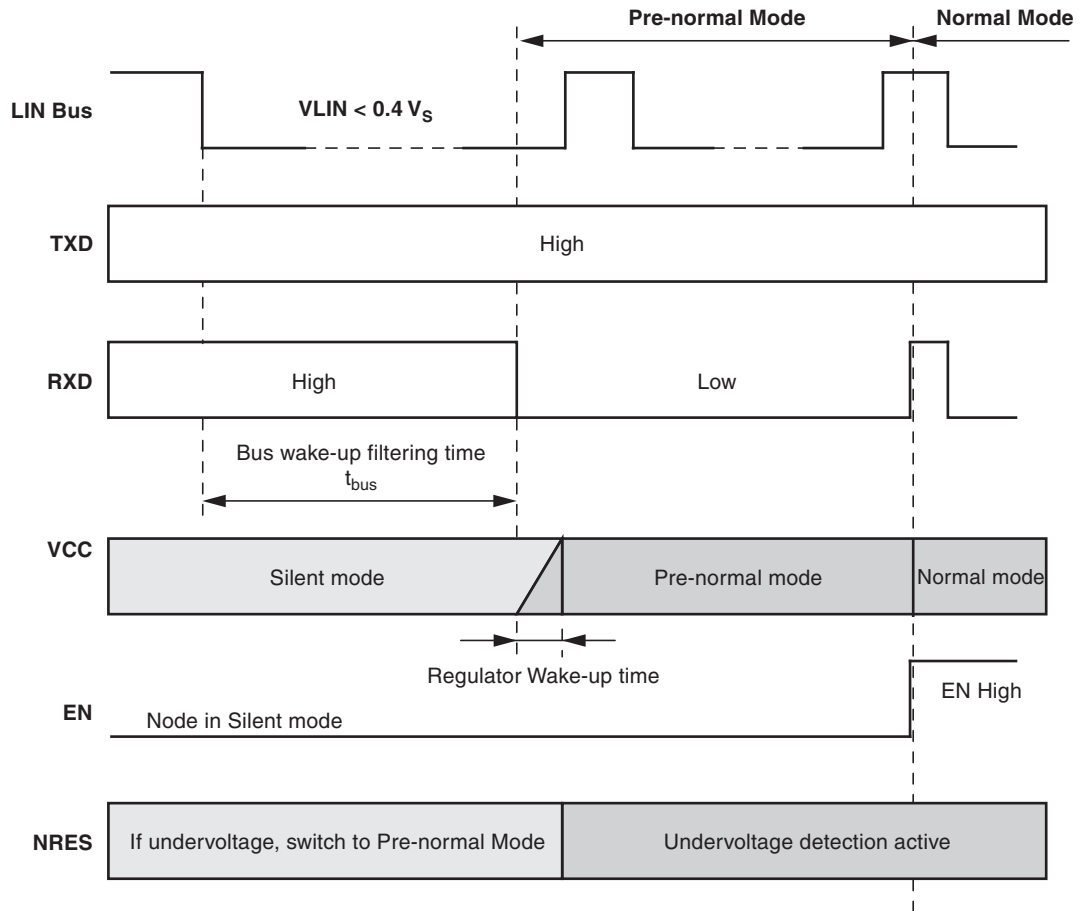 Pre-normal Mode
Normal Mode
LIN Bus
VLIN < 0.4 VS
TXD
High
RXD
High
Low
Bus wake-up filtering time
tbus
VCC
Silent mode
Pre-normal mode
Normal mode
Regulator Wake-up time
EN
Node in Silent mode
EN High
NRES
If undervoltage, switch to Pre-normal Mode
Undervoltage detection active